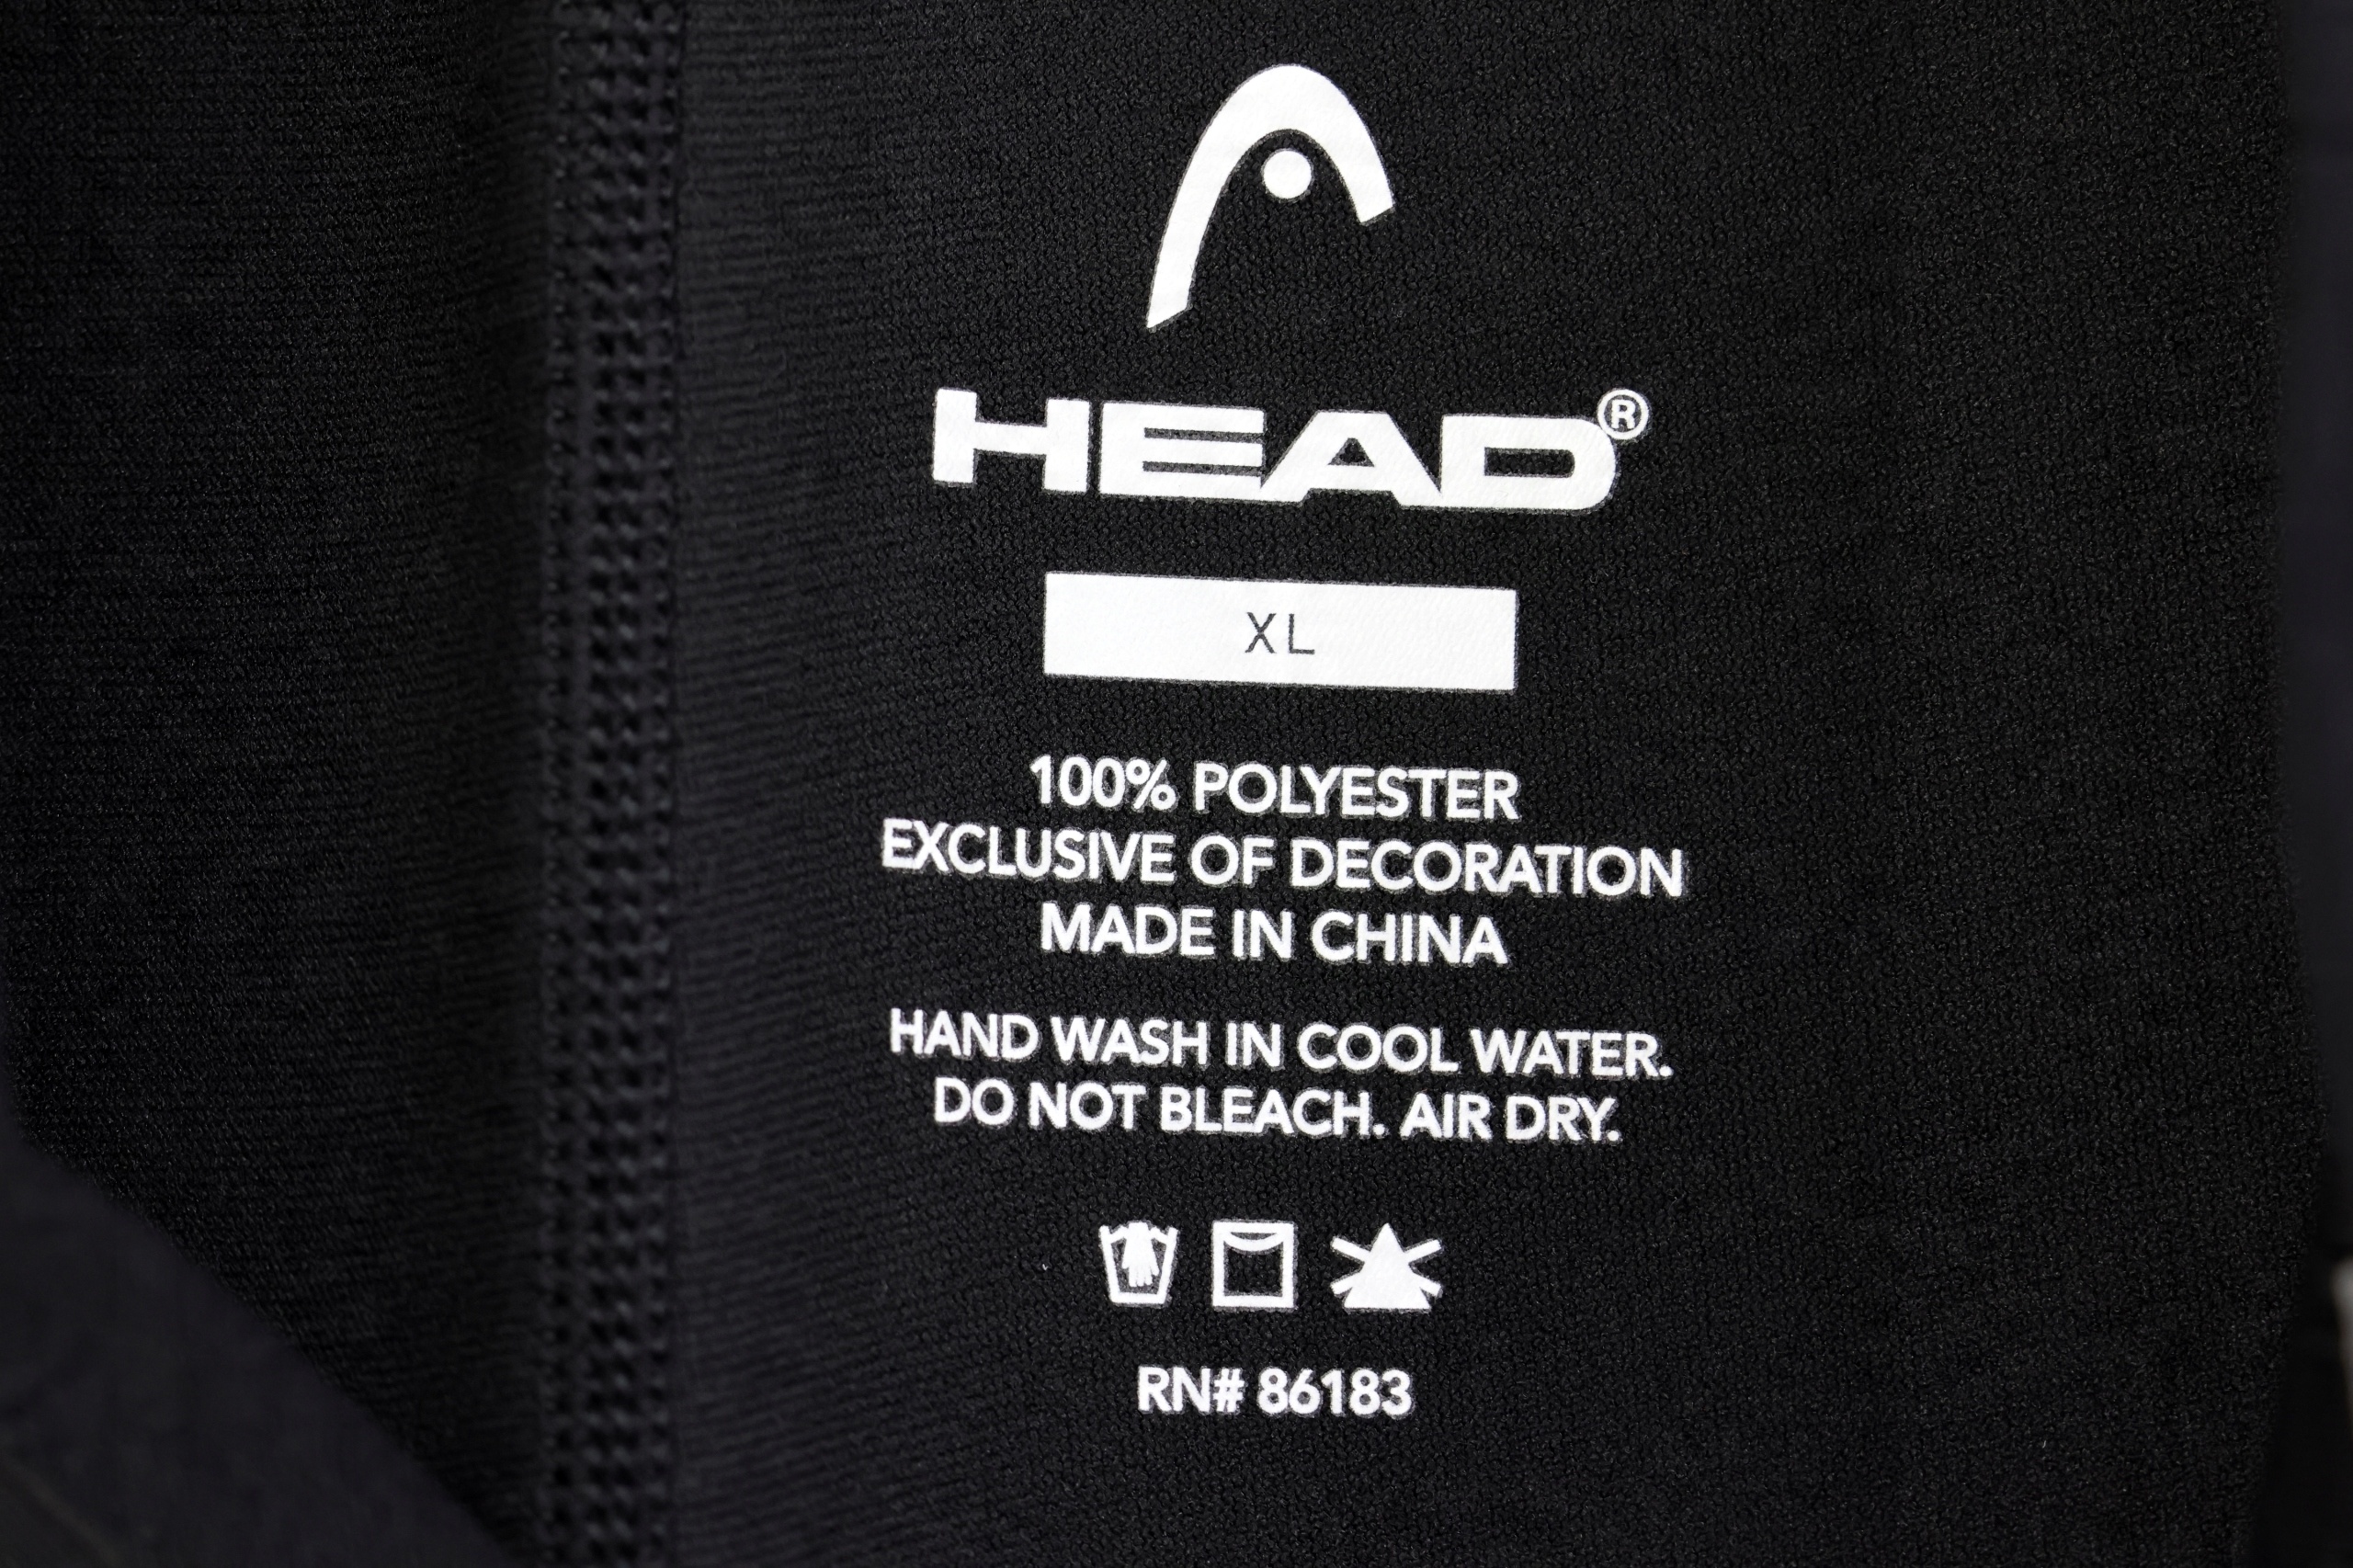 HEAD®
XL
100% POLYESTER
EXCLUSIVE OF DECORATION
MADE IN CHINA
HAND WASH IN COOL WATER.
DO NOT BLEACH. AIR DRY.
RN# 86183